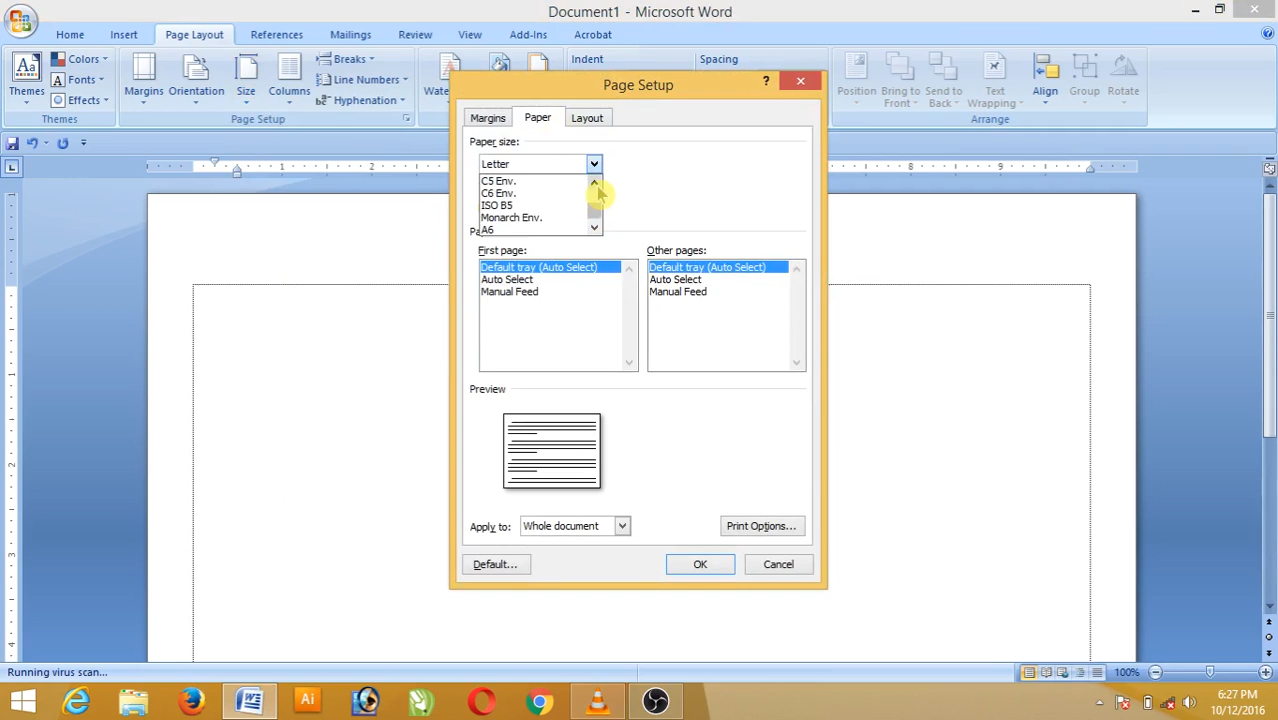 Document1 - Microsoft Word
Home Insert Page Layout References Mailings Review View Add-Ins Acrobat
Themes
Colors
Fonts
Effects
Themes
Margins
Orientation
Size
Columns
Breaks
Line Numbers
Hyphenation
Page Setup
Indent
Spacing
Position
Bring to Front
Send to Back
Text Wrapping
Align
Group
Rotate
Arrange
Page Setup
?
Margins Paper Layout
Paper size:
Letter
C5 Env.
C6 Env.
ISO B5
Monarch Env.
A6
First page:
Default tray (Auto Select)
Auto Select
Manual Feed
Other pages:
Default tray (Auto Select)
Auto Select
Manual Feed
Preview
Apply to: Whole document
Print Options...
Default... OK Cancel
Running virus scan...
100%
6:27 PM
10/12/2016